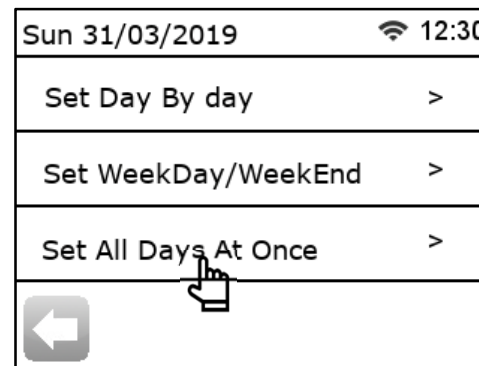 Sun 31/03/2019 12:30
Set Day By day >
Set WeekDay/WeekEnd >
Set All Days At Once >